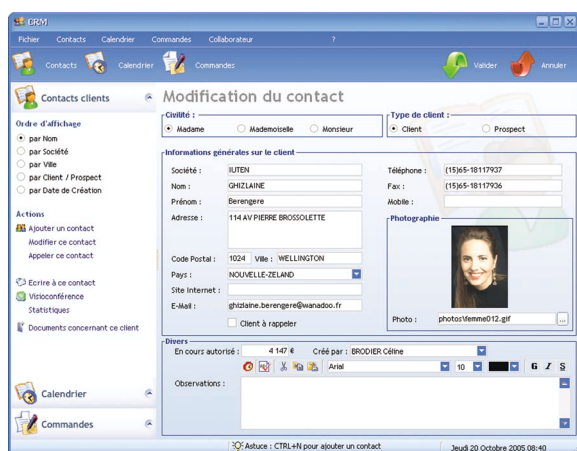 CRM
Fichier Contacts Calendrier Commandes Collaborateur ?
Contacts Calendrier Commandes Valider Annuler
Contacts clients
Ordre d'affichage
par Nom
par Société
par Ville
par Client / Prospect
par Date de Création
Actions
Ajouter un contact
Modifier ce contact
Appeler ce contact
Ecrire à ce contact
Visioconférence
Statistiques
Documents concernant ce client
Calendrier
Commandes
Modification du contact
Civilité :
Madame Mademoiselle Monsieur
Type de client :
Client Prospect
Informations générales sur le client
Société : IUTEN
Nom : GHIZLAINE
Prénom : Berengere
Adresse : 114 AV PIERRE BROSSOLETTE
Code Postal : 1024 Ville : WELLINGTON
Pays : NOUVELLE-ZELAND
Site Internet :
E-Mail : ghizlaine.berengere@wanadoo.fr
Client à rappeler
Téléphone : (15)65-18117937
Fax : (15)65-18117936
Mobile :
Photographie
Photo : photos\femme012.gif ...
Divers
En cours autorisé : 4 147 € Créé par : BRODIER Céline
Arial 10 G I S
Observations :
Astuce : CTRL+N pour ajouter un contact
Jeudi 20 Octobre 2005 08:40